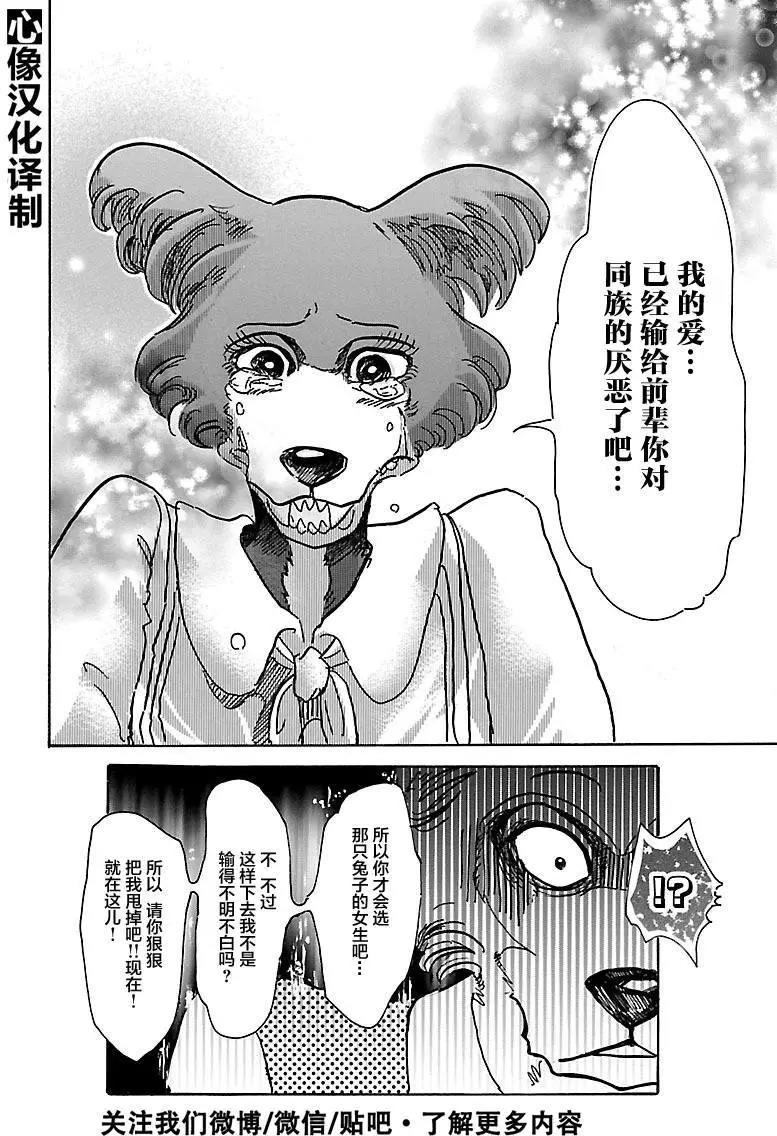 心像汉化译制
我的爱…
已经输给前辈你对
同族的厌恶了吧…
!?
所以你才会选
那只兔子的女生吧…
不 不过
这样下去我不是
输得不明不白吗?
所以 请你狠狠
把我甩掉吧!!现在!
就在这儿!
关注我们微博/微信/贴吧·了解更多内容